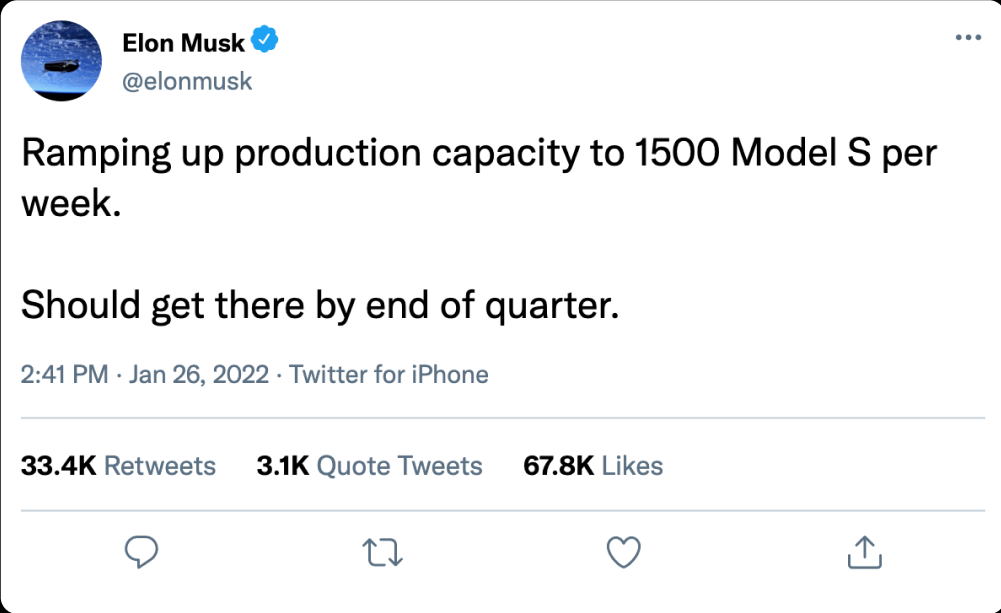 Elon Musk
@elonmusk
Ramping up production capacity to 1500 Model S per
week.
Should get there by end of quarter.
2:41 PM · Jan 26, 2022 · Twitter for iPhone
33.4K Retweets 3.1K Quote Tweets 67.8K Likes